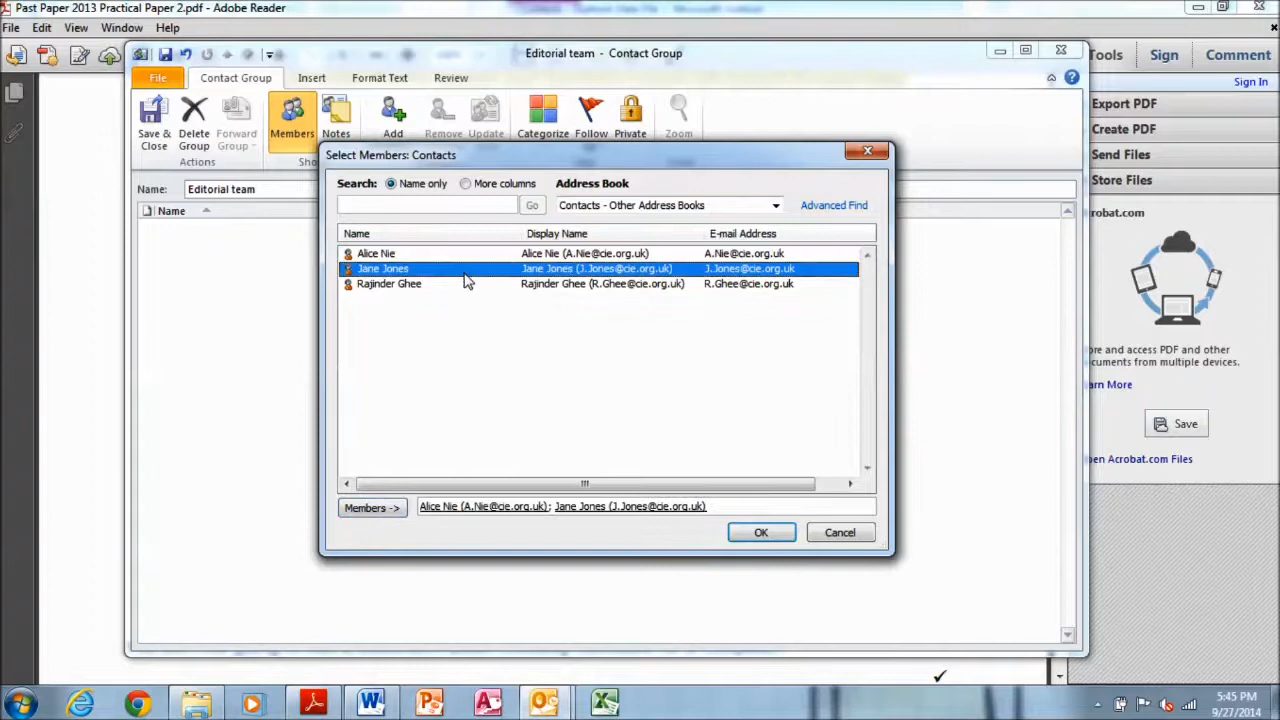 Past Paper 2013 Practical Paper 2.pdf - Adobe Reader
File Edit View Window Help
Editorial team - Contact Group
Tools Sign Comment
File Contact Group Insert Format Text Review
Sign In
Export PDF
Create PDF
Send Files
Store Files
Save & Close
Delete Group
Forward Group
Members
Notes
Add
Remove
Update
Categorize
Follow
Private
Zoom
Actions
Select Members: Contacts
Name: Editorial team
Name
Search: Name only More columns Address Book
Go Contacts - Other Address Books Advanced Find
Name Display Name E-mail Address
Alice Nie Alice Nie (A.Nie@cie.org.uk) A.Nie@cie.org.uk
Jane Jones Jane Jones (J.Jones@cie.org.uk) J.Jones@cie.org.uk
Rajinder Ghee Rajinder Ghee (R.Ghee@cie.org.uk) R.Ghee@cie.org.uk
Members -> Alice Nie (A.Nie@cie.org.uk); Jane Jones (J.Jones@cie.org.uk)
OK Cancel
robat.com
ore and access PDF and other
ocuments from multiple devices.
arn More
Save
pen Acrobat.com Files
5:45 PM
9/27/2014